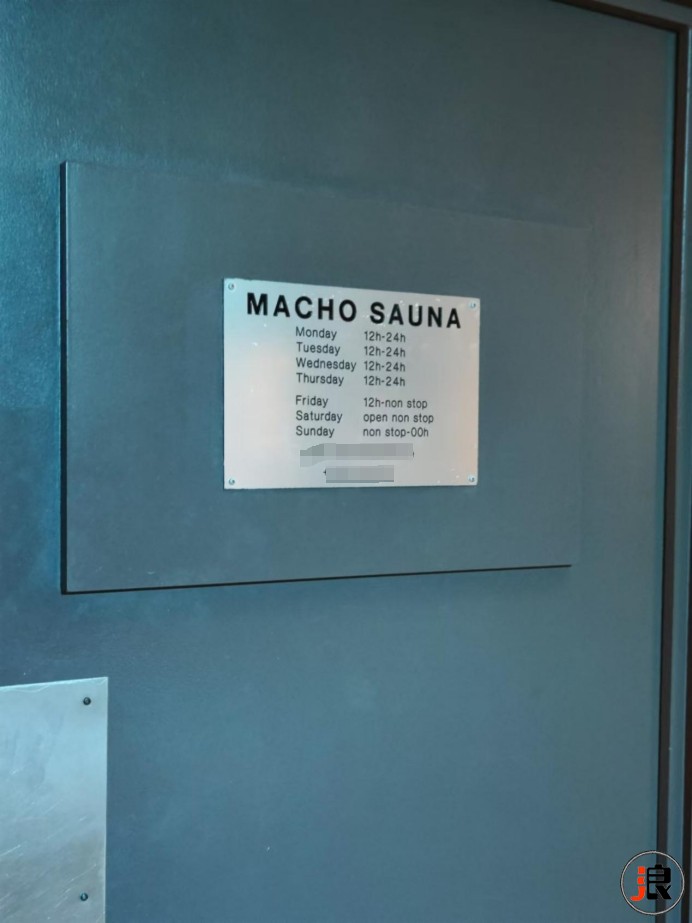 MACHO SAUNA
Monday 12h-24h
Tuesday 12h-24h
Wednesday 12h-24h
Thursday 12h-24h
Friday 12h-non stop
Saturday open non stop
Sunday non stop-00h
浪